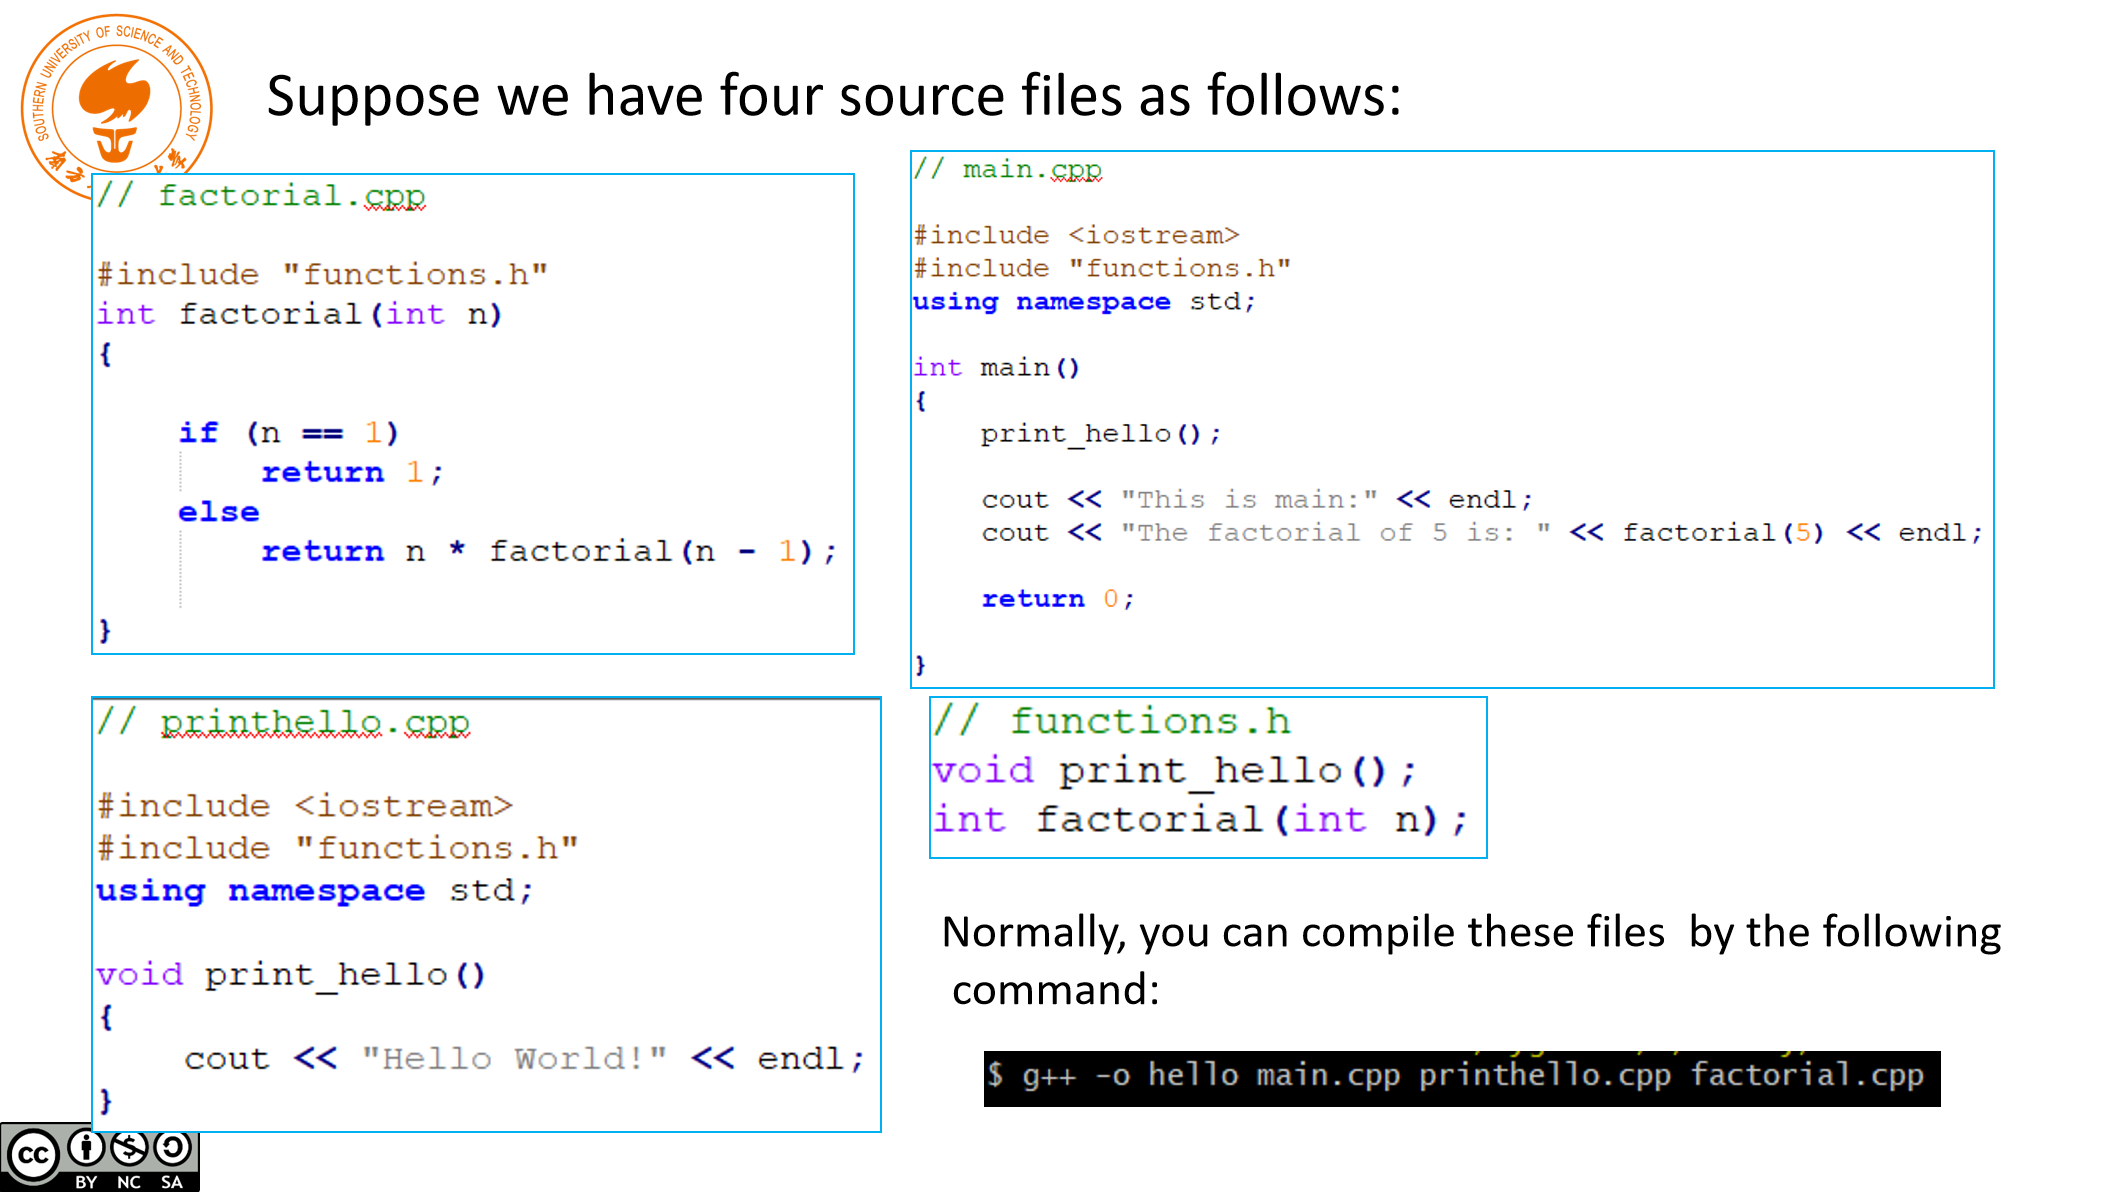 SOUTHERN UNIVERSITY OF SCIENCE AND TECHNOLOGY
Suppose we have four source files as follows:
// factorial.cpp
#include "functions.h"
int factorial(int n)
{
if (n == 1)
return 1;
else
return n * factorial(n - 1);
}
// main.cpp
#include <iostream>
#include "functions.h"
using namespace std;
int main()
{
print_hello();
cout << "This is main:" << endl;
cout << "The factorial of 5 is: " << factorial(5) << endl;
return 0;
}
// printhello.cpp
#include <iostream>
#include "functions.h"
using namespace std;
void print_hello()
{
cout << "Hello World!" << endl;
}
// functions.h
void print_hello();
int factorial(int n);
Normally, you can compile these files  by the following
command:
$ g++ -o hello main.cpp printhello.cpp factorial.cpp
cc
BY NC SA